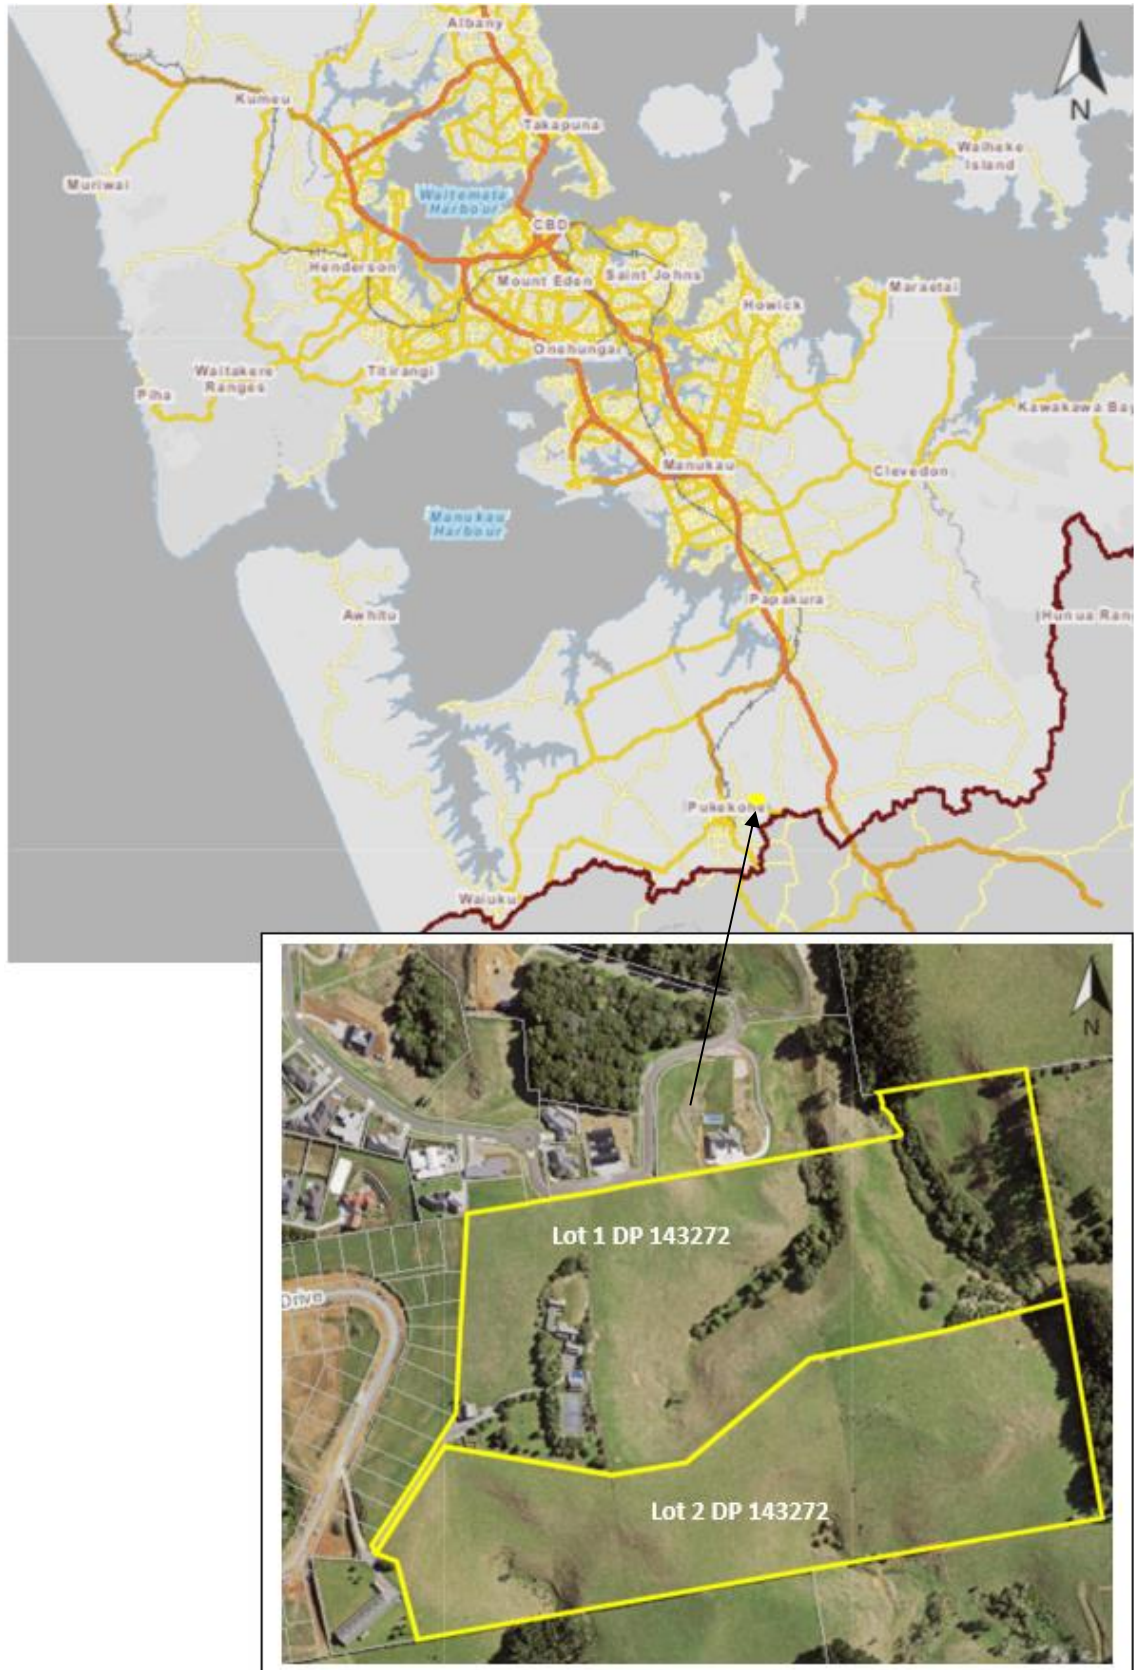 Albany
N
Kumeu
Takapuna
Waiheke
Island
Muriwai
Waitemata
Harbour
CBD
Henderson
Mount Eden
Saint Johns
Maraetai
Howick
Onehunga
Waitakere
Ranges
Titirangi
Piha
Kawakawa Bay
Manukau
Clevedon
Manukau
Harbour
Papakura
Awhitu
Hunua Rang
Pukekohe
Waiuku
N
Lot 1 DP 143272
Drive
Lot 2 DP 143272